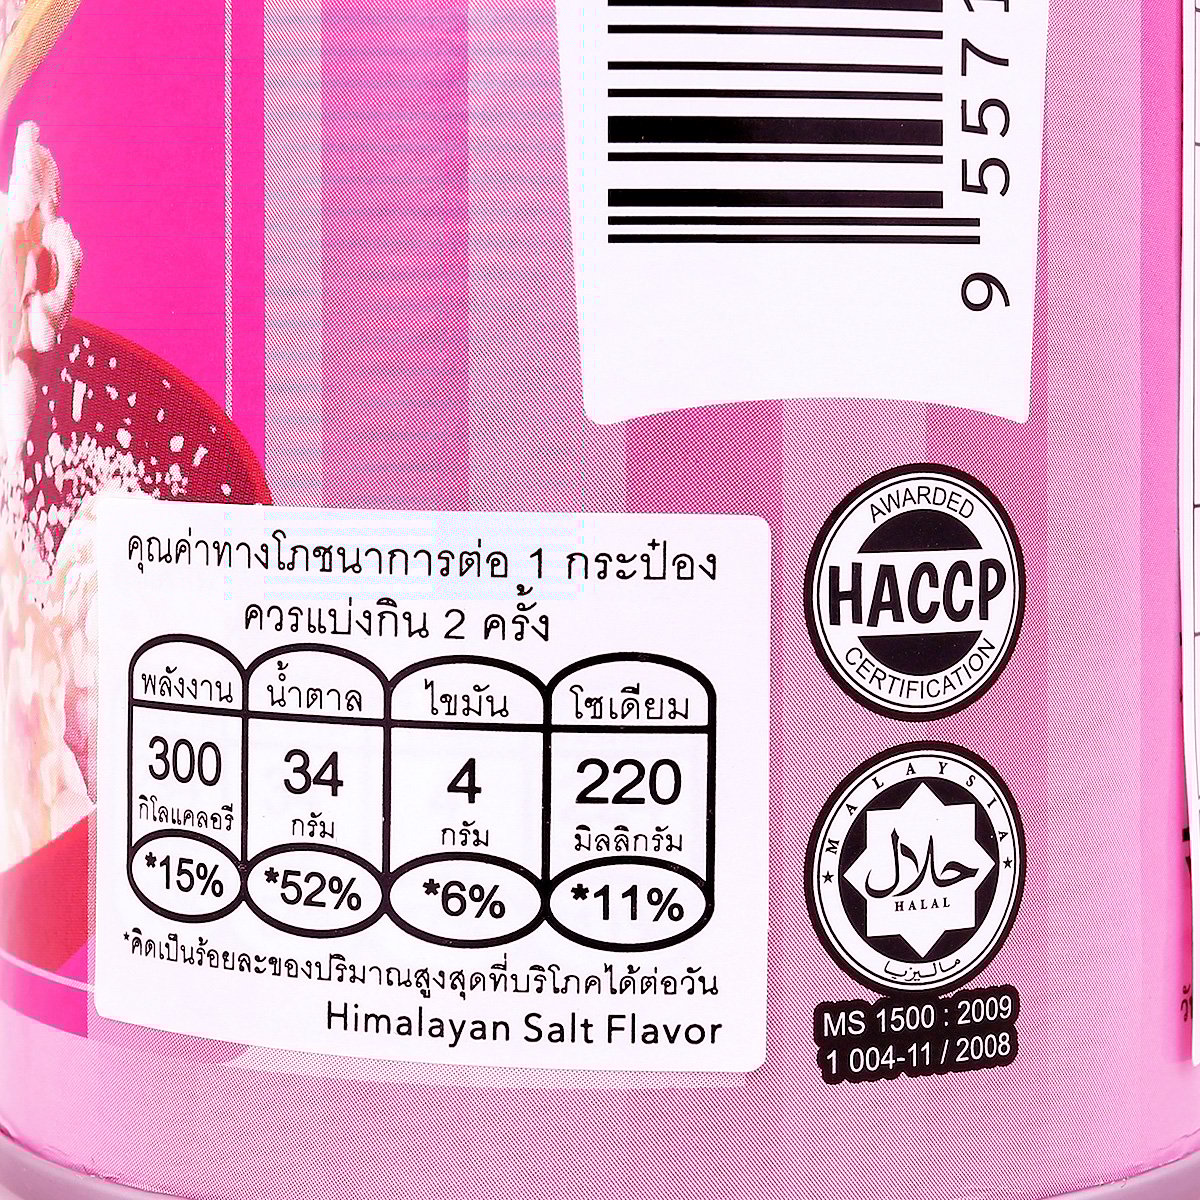 9 5571
คุณค่าทางโภชนาการต่อ 1 กระป๋อง
ควรแบ่งกิน 2 ครั้ง
พลังงาน น้ำตาล ไขมัน โซเดียม
300 34 4 220
กิโลแคลอรี กรัม กรัม มิลลิกรัม
*15% *52% *6% *11%
*คิดเป็นร้อยละของปริมาณสูงสุดที่บริโภคได้ต่อวัน
Himalayan Salt Flavor
AWARDED
HACCP
CERTIFICATION
MALAYSIA
حلال
HALAL
ماليزيا
MS 1500 : 2009
1 004-11 / 2008